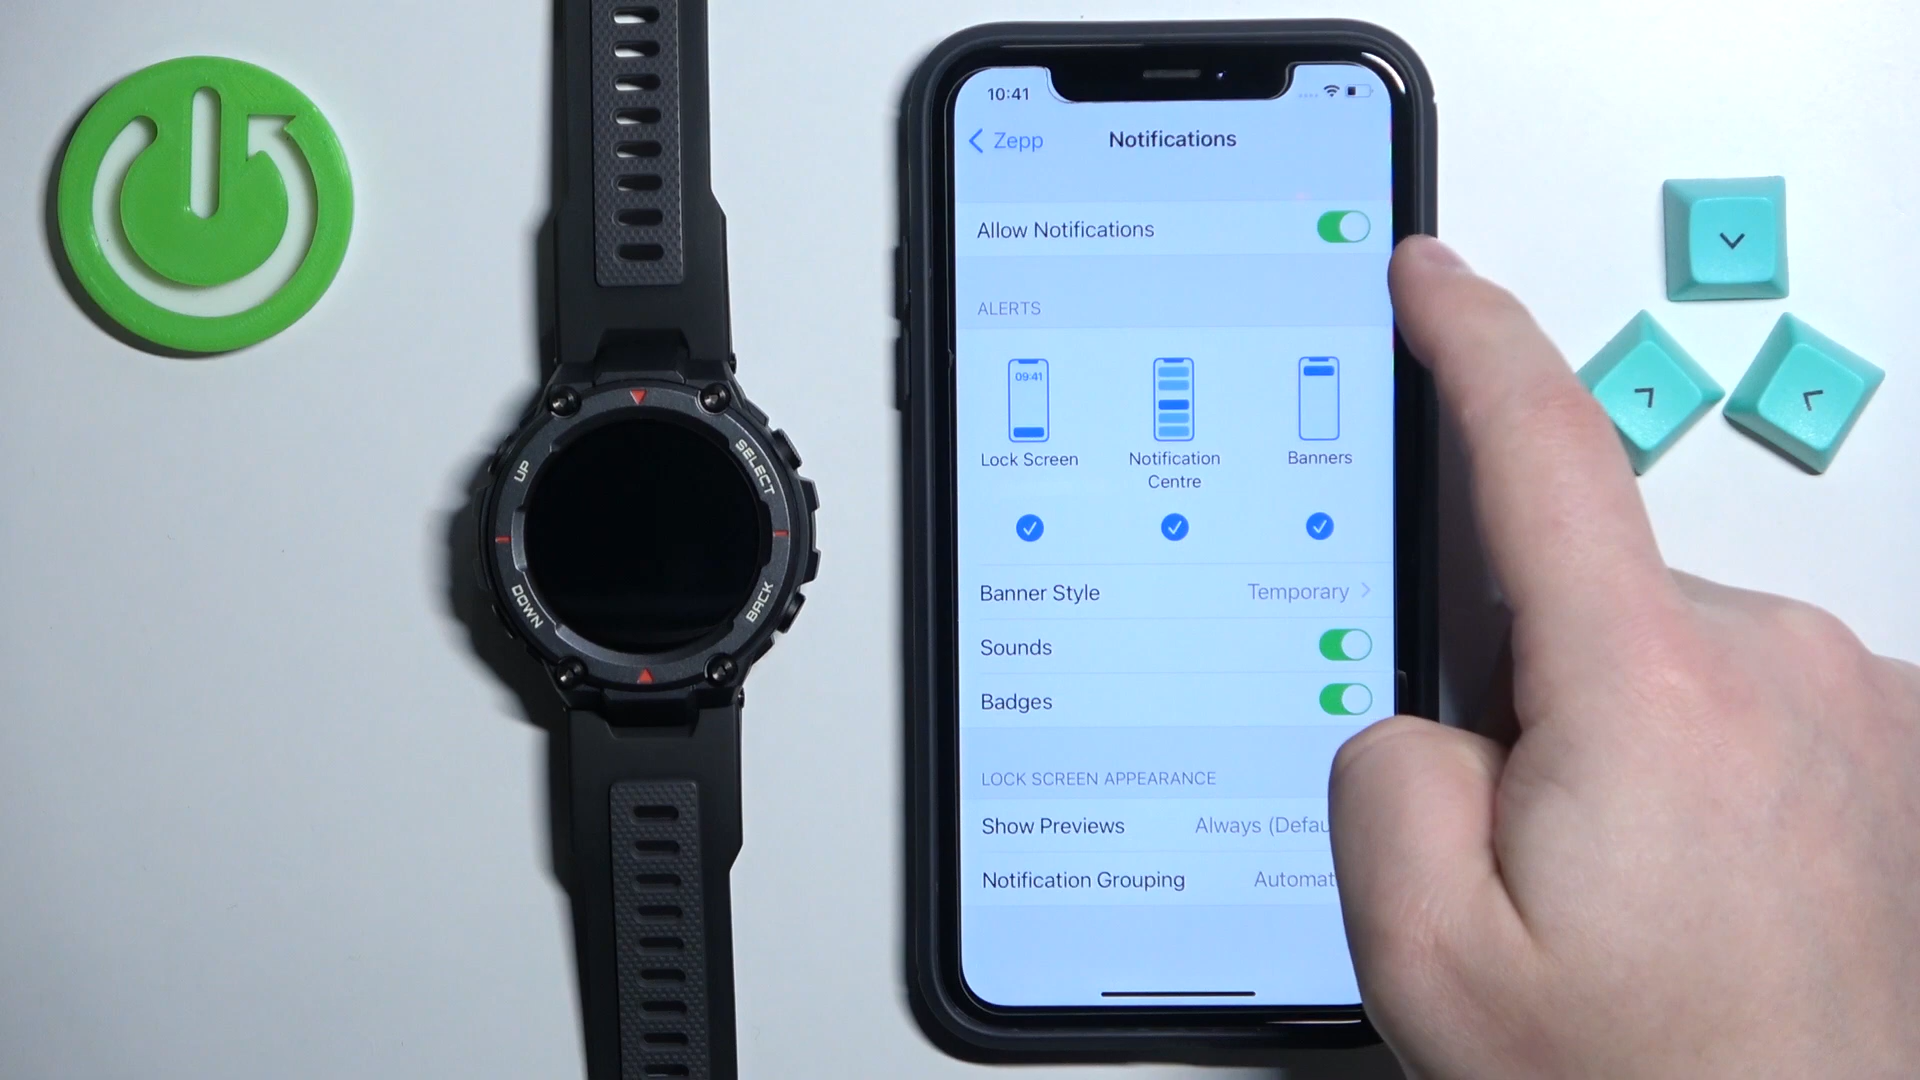 UP
SELECT
DOWN
BACK
10:41
Zepp
Notifications
Allow Notifications
ALERTS
09:41
Lock Screen
Notification
Centre
Banners
Banner Style Temporary
Sounds
Badges
LOCK SCREEN APPEARANCE
Show Previews Always (Defau
Notification Grouping Automat